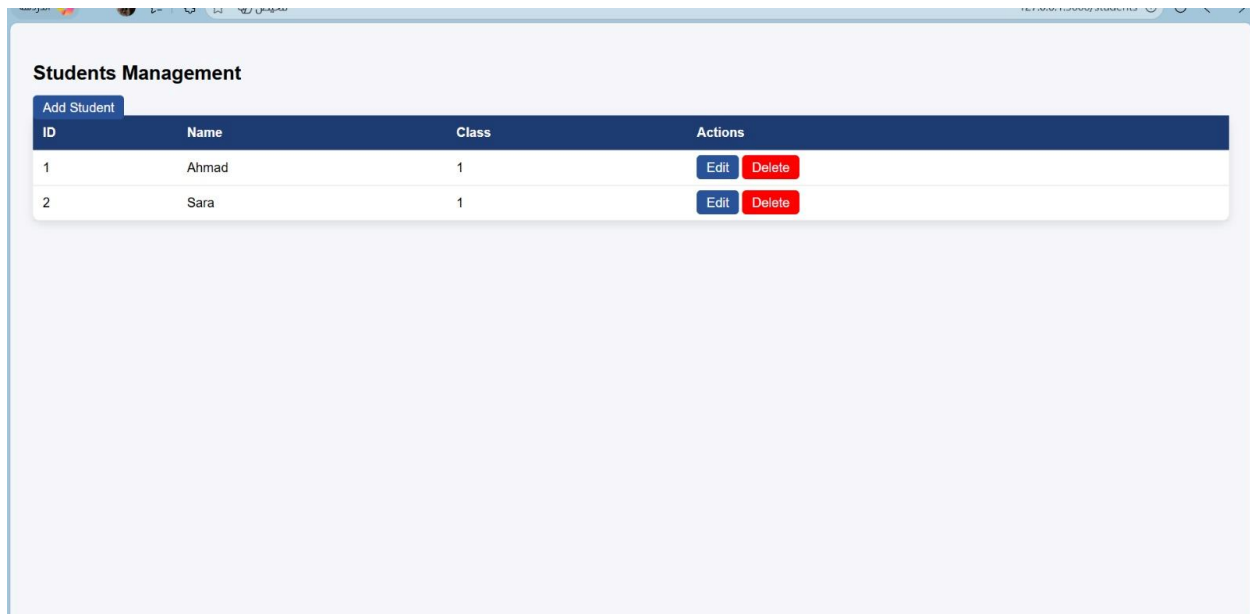 Students Management
Add Student
ID Name Class Actions
1 Ahmad 1 Edit Delete
2 Sara 1 Edit Delete